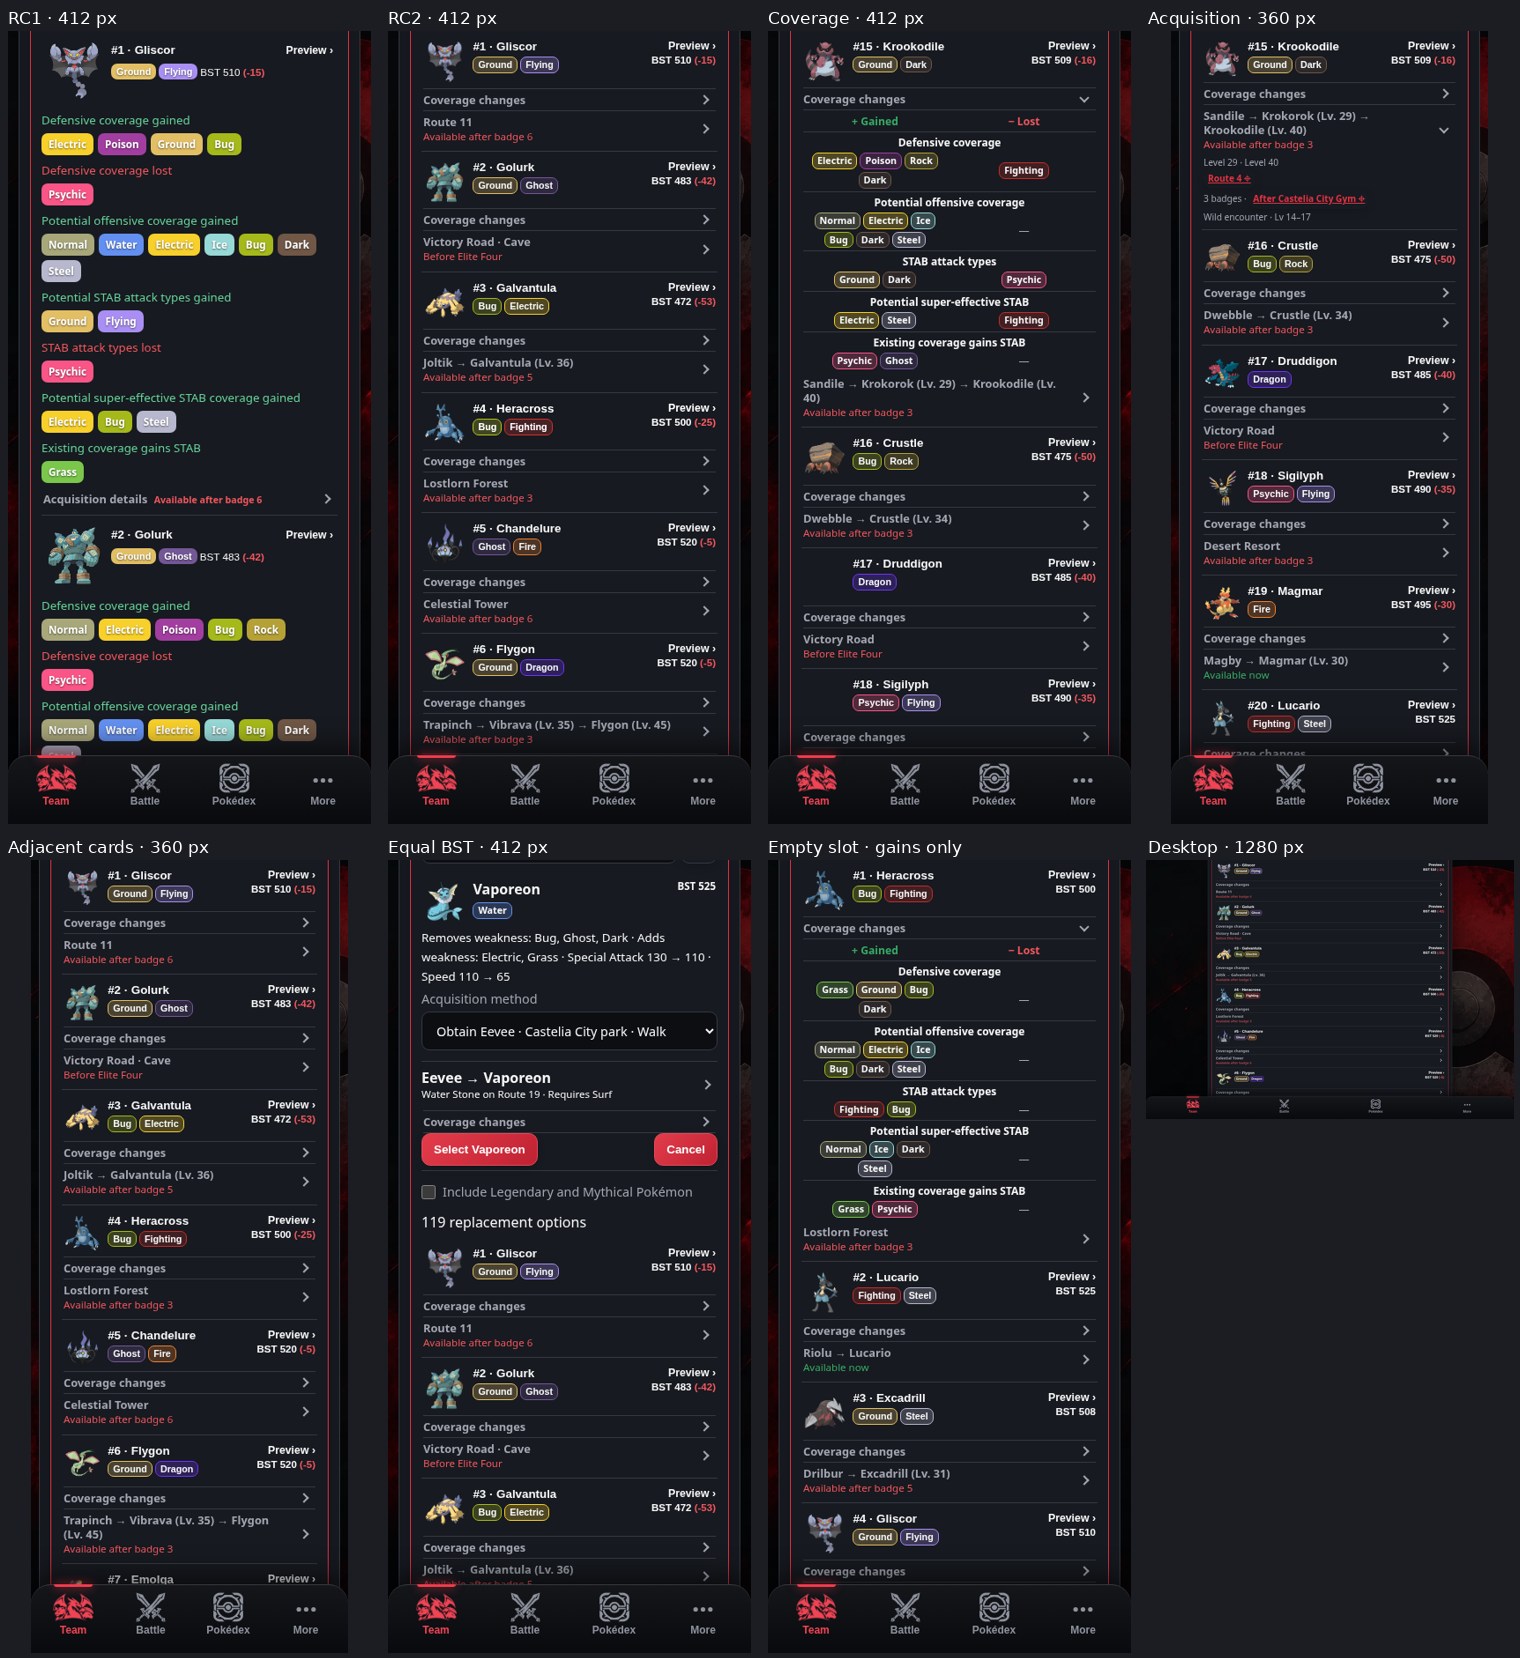 RC1 · 412 px
#1 · Gliscor
Preview ›
Ground Flying BST 510 (-15)
Defensive coverage gained
Electric Poison Ground Bug
Defensive coverage lost
Psychic
Potential offensive coverage gained
Normal Water Electric Ice Bug Dark
Steel
Potential STAB attack types gained
Ground Flying
STAB attack types lost
Psychic
Potential super-effective STAB coverage gained
Electric Bug Steel
Existing coverage gains STAB
Grass
Acquisition details Available after badge 6
#2 · Golurk
Preview ›
Ground Ghost BST 483 (-42)
Defensive coverage gained
Normal Electric Poison Bug Rock
Defensive coverage lost
Psychic
Potential offensive coverage gained
Normal Water Electric Ice Bug Dark
Team Battle Pokédex More
RC2 · 412 px
#1 · Gliscor Preview ›
Ground Flying BST 510 (-15)
Coverage changes
Route 11
Available after badge 6
#2 · Golurk Preview ›
Ground Ghost BST 483 (-42)
Coverage changes
Victory Road · Cave
Before Elite Four
#3 · Galvantula Preview ›
Bug Electric BST 472 (-53)
Coverage changes
Joltik → Galvantula (Lv. 36)
Available after badge 5
#4 · Heracross Preview ›
Bug Fighting BST 500 (-25)
Coverage changes
Lostlorn Forest
Available after badge 3
#5 · Chandelure Preview ›
Ghost Fire BST 520 (-5)
Coverage changes
Celestial Tower
Available after badge 6
#6 · Flygon Preview ›
Ground Dragon BST 520 (-5)
Coverage changes
Trapinch → Vibrava (Lv. 35) → Flygon (Lv. 45)
Available after badge 3
Team Battle Pokédex More
Coverage · 412 px
#15 · Krookodile Preview ›
Ground Dark BST 509 (-16)
Coverage changes
+ Gained − Lost
Defensive coverage
Electric Poison Rock Fighting
Dark
Potential offensive coverage
Normal Electric Ice —
Bug Dark Steel
STAB attack types
Ground Dark Psychic
Potential super-effective STAB
Electric Steel Fighting
Existing coverage gains STAB
Psychic Ghost —
Sandile → Krokorok (Lv. 29) → Krookodile (Lv.
40)
Available after badge 3
#16 · Crustle Preview ›
Bug Rock BST 475 (-50)
Coverage changes
Dwebble → Crustle (Lv. 34)
Available after badge 3
#17 · Druddigon Preview ›
Dragon BST 485 (-40)
Coverage changes
Victory Road
Before Elite Four
#18 · Sigilyph Preview ›
Psychic Flying BST 490 (-35)
Coverage changes
Team Battle Pokédex More
Acquisition · 360 px
#15 · Krookodile Preview ›
Ground Dark BST 509 (-16)
Coverage changes
Sandile → Krokorok (Lv. 29) →
Krookodile (Lv. 40)
Available after badge 3
Level 29 · Level 40
Route 4
3 badges · After Castelia City Gym
Wild encounter · Lv 14–17
#16 · Crustle Preview ›
Bug Rock BST 475 (-50)
Coverage changes
Dwebble → Crustle (Lv. 34)
Available after badge 3
#17 · Druddigon Preview ›
Dragon BST 485 (-40)
Coverage changes
Victory Road
Before Elite Four
#18 · Sigilyph Preview ›
Psychic Flying BST 490 (-35)
Coverage changes
Desert Resort
Available after badge 3
#19 · Magmar Preview ›
Fire BST 495 (-30)
Coverage changes
Magby → Magmar (Lv. 30)
Available now
#20 · Lucario Preview ›
Fighting Steel BST 525
Coverage changes
Team Battle Pokédex More
Adjacent cards · 360 px
#1 · Gliscor Preview ›
Ground Flying BST 510 (-15)
Coverage changes
Route 11
Available after badge 6
#2 · Golurk Preview ›
Ground Ghost BST 483 (-42)
Coverage changes
Victory Road · Cave
Before Elite Four
#3 · Galvantula Preview ›
Bug Electric BST 472 (-53)
Coverage changes
Joltik → Galvantula (Lv. 36)
Available after badge 5
#4 · Heracross Preview ›
Bug Fighting BST 500 (-25)
Coverage changes
Lostlorn Forest
Available after badge 3
#5 · Chandelure Preview ›
Ghost Fire BST 520 (-5)
Coverage changes
Celestial Tower
Available after badge 6
#6 · Flygon Preview ›
Ground Dragon BST 520 (-5)
Coverage changes
Trapinch → Vibrava (Lv. 35) → Flygon
(Lv. 45)
Available after badge 3
#7 · Emolga Preview ›
Team Battle Pokédex More
Equal BST · 412 px
Vaporeon BST 525
Water
Removes weakness: Bug, Ghost, Dark · Adds
weakness: Electric, Grass · Special Attack 130 → 110 ·
Speed 110 → 65
Acquisition method
Obtain Eevee · Castelia City park · Walk
Eevee → Vaporeon
Water Stone on Route 19 · Requires Surf
Coverage changes
Select Vaporeon Cancel
Include Legendary and Mythical Pokémon
119 replacement options
#1 · Gliscor Preview ›
Ground Flying BST 510 (-15)
Coverage changes
Route 11
Available after badge 6
#2 · Golurk Preview ›
Ground Ghost BST 483 (-42)
Coverage changes
Victory Road · Cave
Before Elite Four
#3 · Galvantula Preview ›
Bug Electric BST 472 (-53)
Coverage changes
Joltik → Galvantula (Lv. 36)
Team Battle Pokédex More
Empty slot · gains only
#1 · Heracross Preview ›
Bug Fighting BST 500
Coverage changes
+ Gained − Lost
Defensive coverage
Grass Ground Bug —
Dark
Potential offensive coverage
Normal Electric Ice —
Bug Dark Steel
STAB attack types
Fighting Bug —
Potential super-effective STAB
Normal Ice Dark —
Steel
Existing coverage gains STAB
Grass Psychic —
Lostlorn Forest
Available after badge 3
#2 · Lucario Preview ›
Fighting Steel BST 525
Coverage changes
Riolu → Lucario
Available now
#3 · Excadrill Preview ›
Ground Steel BST 508
Coverage changes
Drilbur → Excadrill (Lv. 31)
Available after badge 5
#4 · Gliscor Preview ›
Ground Flying BST 510
Coverage changes
Team Battle Pokédex More
Desktop · 1280 px